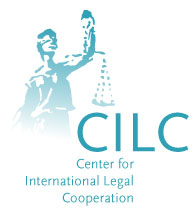 CILC
Center for
International Legal
Cooperation